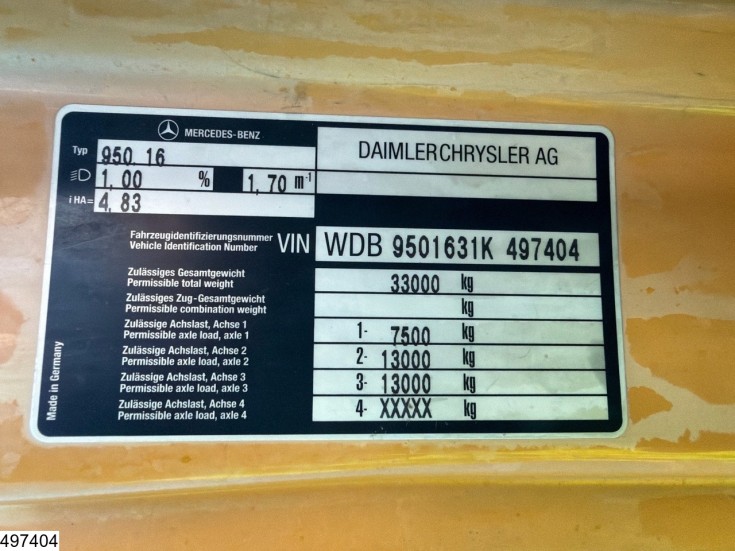 MERCEDES-BENZ
Typ 950. 16
DAIMLERCHRYSLER AG
1,00 % 1,70 m-1
i HA= 4,83
Fahrzeugidentifizierungsnummer
Vehicle Identification Number
VIN WDB 9501631K 497404
Zulässiges Gesamtgewicht
Permissible total weight
33000 kg
Zulässiges Zug-Gesamtgewicht
Permissible combination weight
kg
Zulässige Achslast, Achse 1
Permissible axle load, axle 1
1- 7500 kg
Zulässige Achslast, Achse 2
Permissible axle load, axle 2
2- 13000 kg
Zulässige Achslast, Achse 3
Permissible axle load, axle 3
3- 13000 kg
Zulässige Achslast, Achse 4
Permissible axle load, axle 4
4- XXXXX kg
Made in Germany
497404